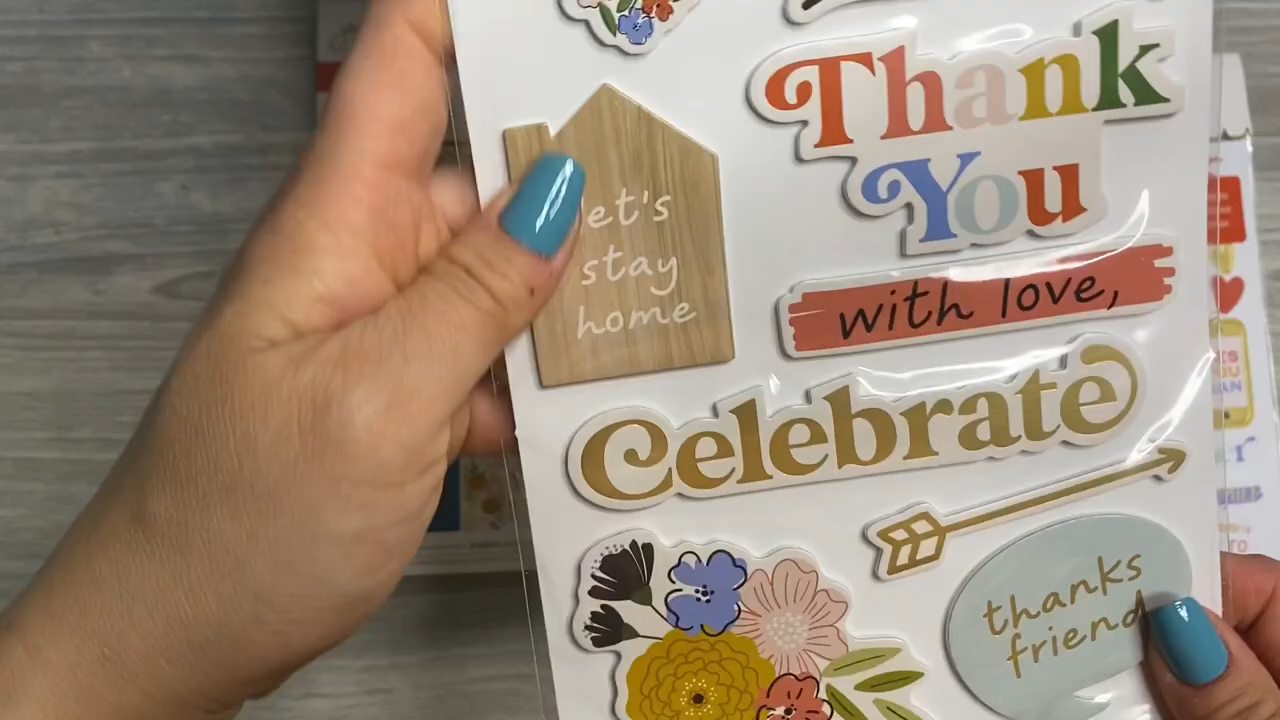 Thank
You
et's
stay
home
with love,
Celebrate
thanks
friend